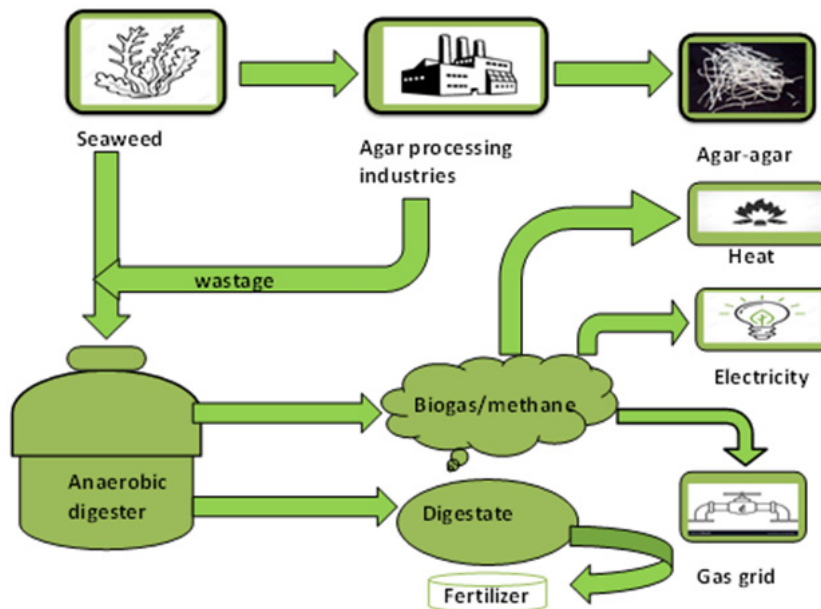 Seaweed
Agar processing
industries
Agar-agar
wastage
Heat
Electricity
Biogas/methane
Anaerobic
digester
Digestate
Gas grid
Fertilizer